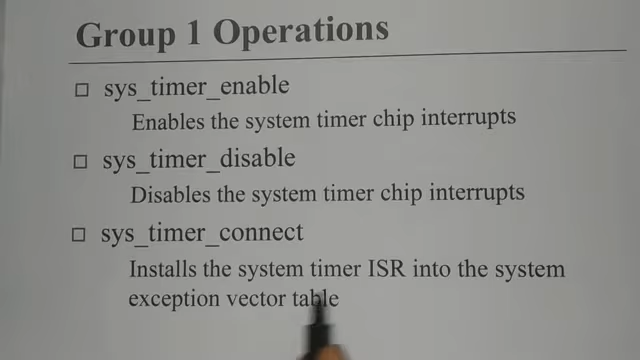 Group 1 Operations
sys_timer_enable
Enables the system timer chip interrupts
sys_timer_disable
Disables the system timer chip interrupts
sys_timer_connect
Installs the system timer ISR into the system
exception vector table